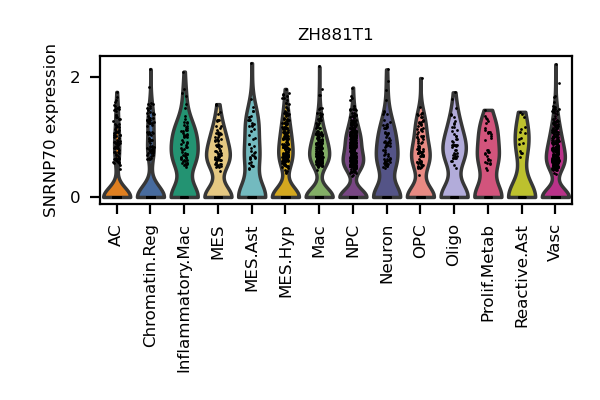 ZH881T1
SNRNP70 expression
2
0
AC
Chromatin.Reg
Inflammatory.Mac
MES
MES.Ast
MES.Hyp
Mac
NPC
Neuron
OPC
Oligo
Prolif.Metab
Reactive.Ast
Vasc